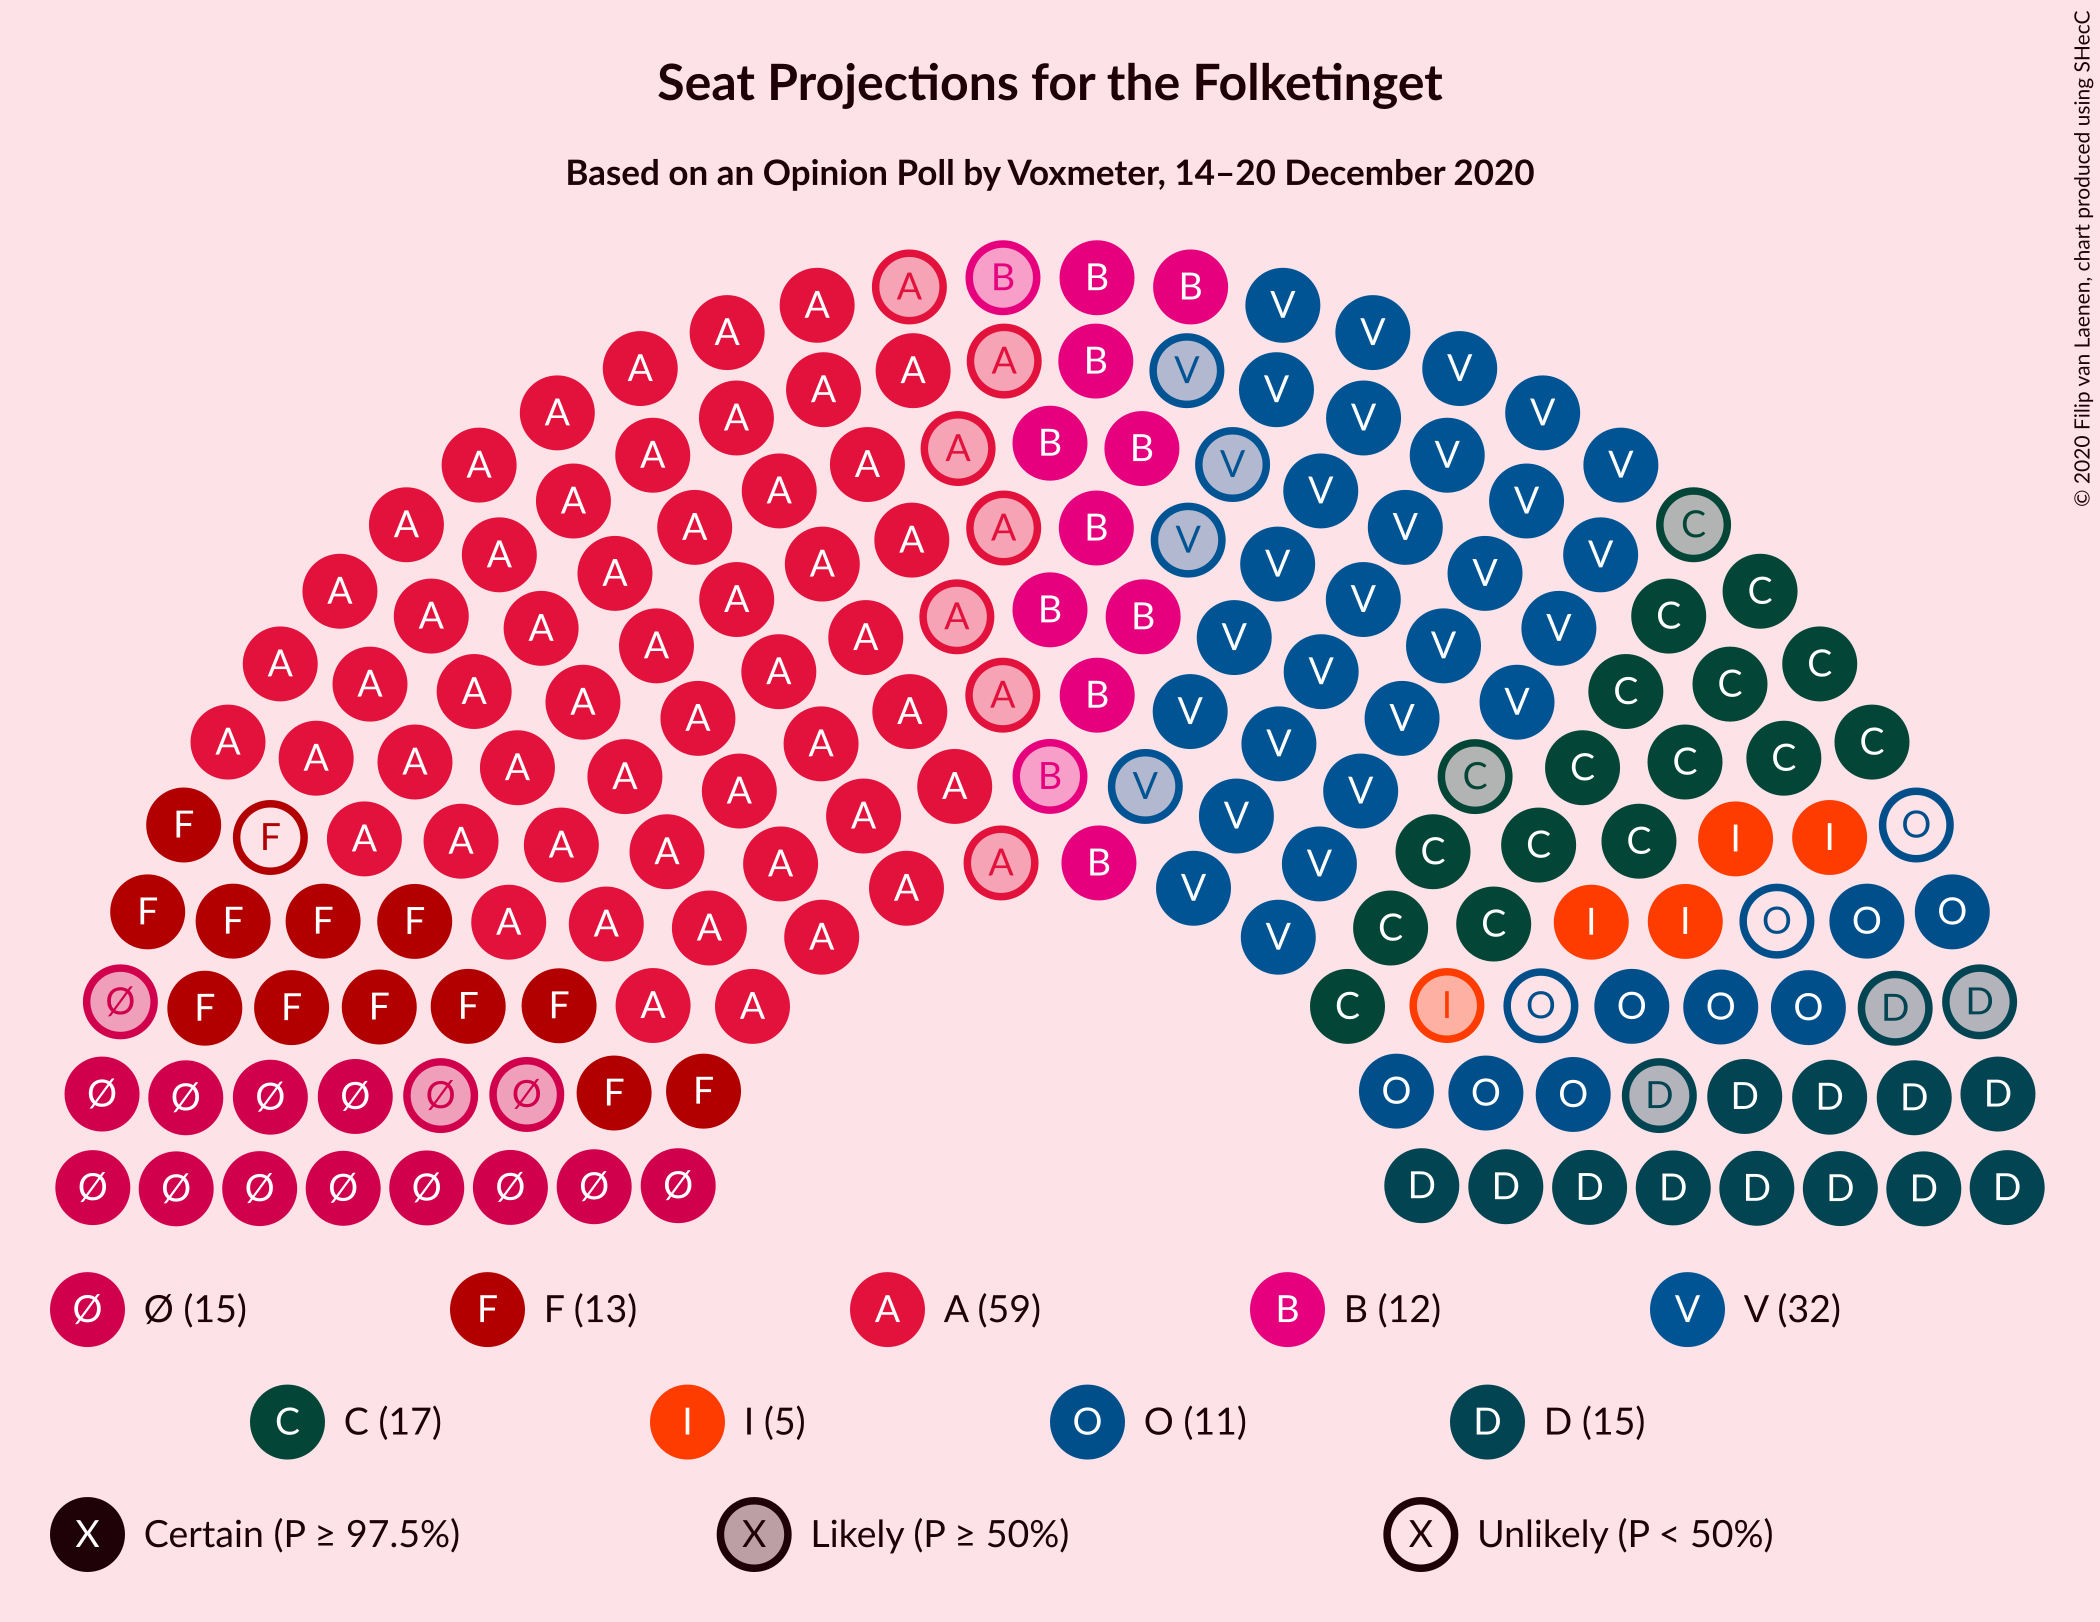 Seat Projections for the Folketinget
Based on an Opinion Poll by Voxmeter, 14–20 December 2020
© 2020 Filip van Laenen, chart produced using SHecC
A A B B B V
A A A A B V V V
A A A V V V
A A A A B B V V V
A A A A A A B V V V V C
A A A A A V V V V C
A A A A A B B V V V C
A A A A A A A A B V V V V C C C
A A A A A A A A B V V V C C C C C
F F A A A A A A A A B V V V C C C I I O
F F F F A A A A V C C I I O O O
Ø F F F F F A A C I O O O O D D
Ø Ø Ø Ø Ø Ø F F O O O D D D D D
Ø Ø Ø Ø Ø Ø Ø Ø D D D D D D D D
Ø Ø (15) F F (13) A A (59) B B (12) V V (32)
C C (17) I I (5) O O (11) D D (15)
X Certain (P ≥ 97.5%) X Likely (P ≥ 50%) X Unlikely (P < 50%)